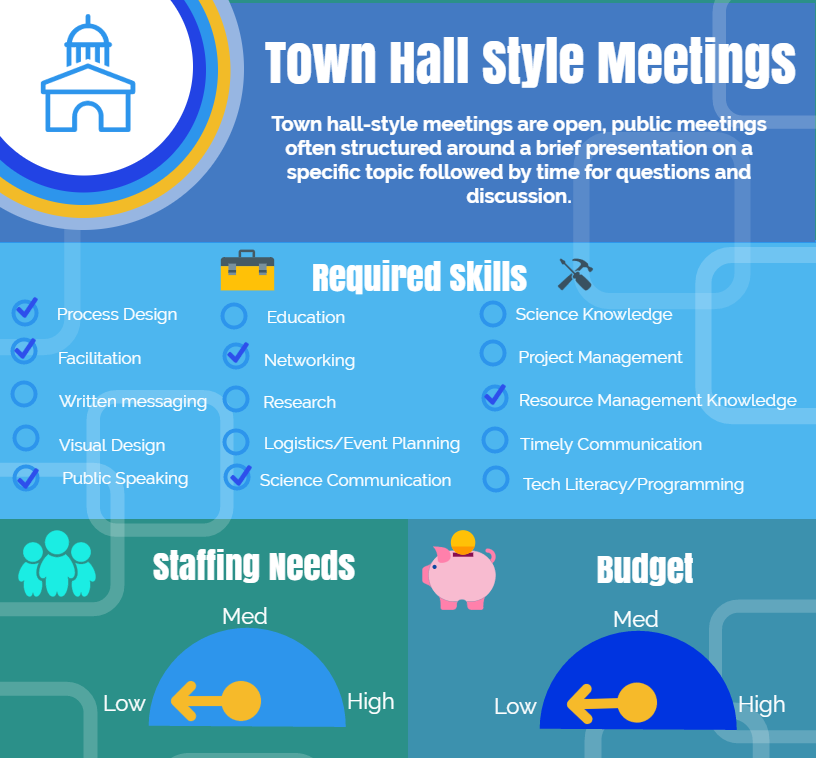 Town Hall Style Meetings
Town hall-style meetings are open, public meetings
often structured around a brief presentation on a
specific topic followed by time for questions and
discussion.
Required Skills
Process Design
Facilitation
Written messaging
Visual Design
Public Speaking
Education
Networking
Research
Logistics/Event Planning
Science Communication
Science Knowledge
Project Management
Resource Management Knowledge
Timely Communication
Tech Literacy/Programming
Staffing Needs
Med
Low
High
Budget
Med
Low
High